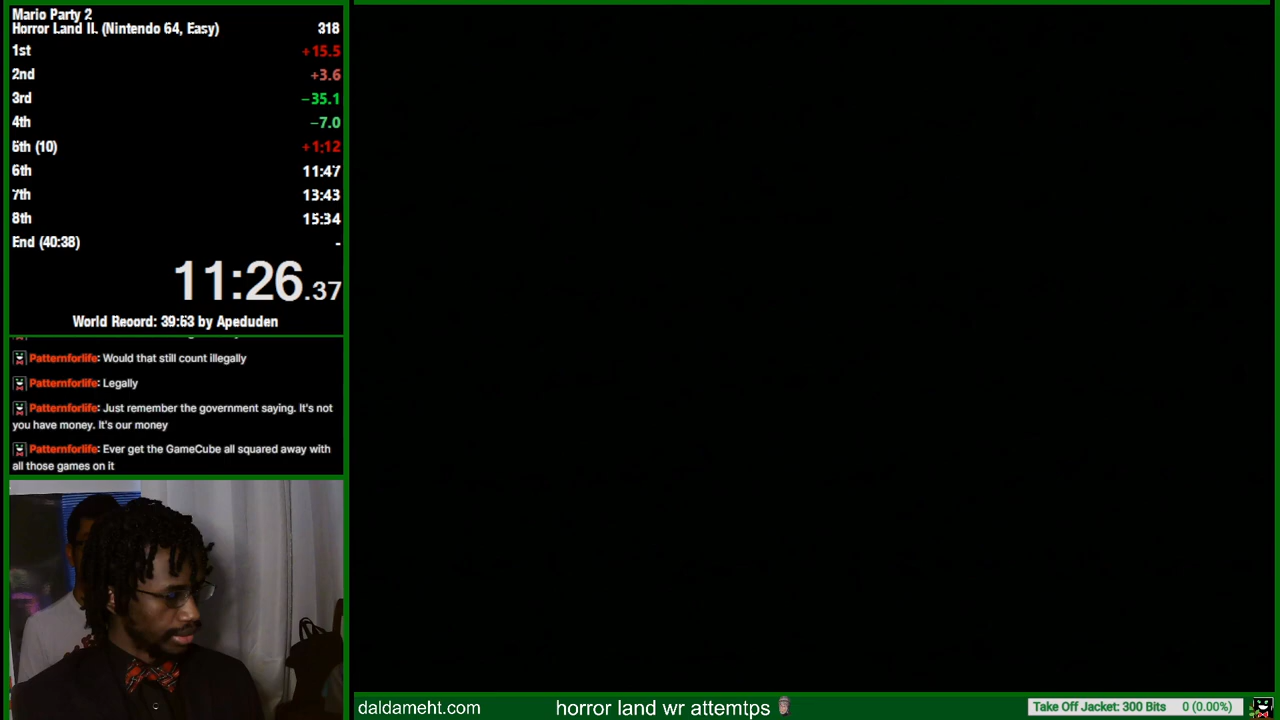 Mario Party 2
Horror Land II. (Nintendo 64, Easy) 318
1st +15.5
2nd +3.6
3rd -35.1
4th -7.0
5th (10) +1:12
6th 11:47
7th 13:43
8th 15:34
End (40:38) -
11:26.37
World Record: 39:53 by Apeduden
Patternforlife: Would that still count illegally
Patternforlife: Legally
Patternforlife: Just remember the government saying. It's not
you have money. It's our money
Patternforlife: Ever get the GameCube all squared away with
all those games on it
daldameht.com
horror land wr attemtps
Take Off Jacket: 300 Bits 0 (0.00%)